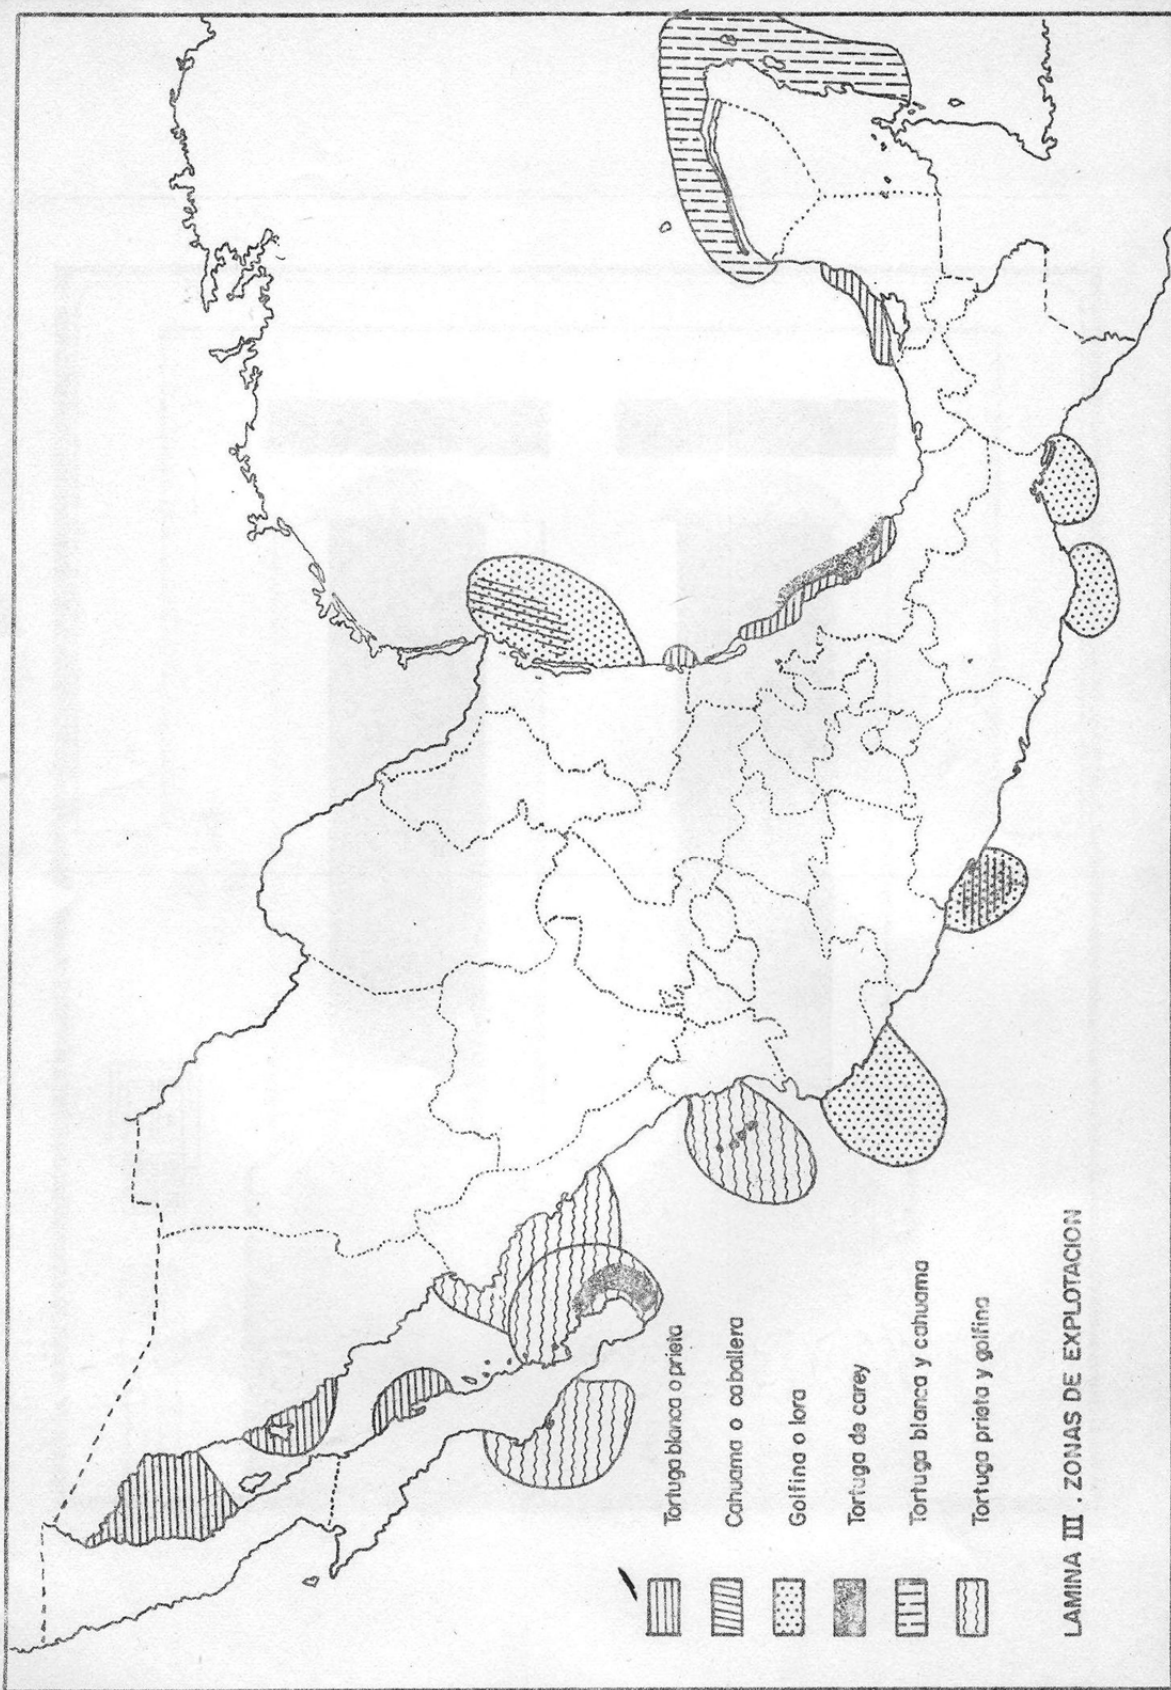 Tortuga blanca o prieta
Cahuama o caballera
Golfina o lora
Tortuga de carey
Tortuga blanca y cahuama
Tortuga prieta y golfina
LAMINA III . ZONAS DE EXPLOTACION